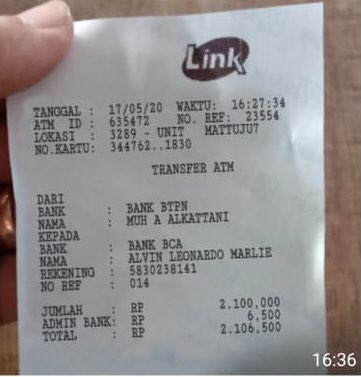 Link
TANGGAL : 17/05/20 WAKTU: 16:27:34
ATM ID : 635472 NO. REF: 23554
LOKASI : 3289 - UNIT MATTUJU7
NO.KARTU: 344762..1830
TRANSFER ATM
DARI
BANK : BANK BTPN
NAMA : MUH A ALKATTANI
KEPADA
BANK : BANK BCA
NAMA : ALVIN LEONARDO MARLIE
REKENING : 5830238141
NO REF : 014
JUMLAH : RP 2.100,000
ADMIN BANK: RP 6,500
TOTAL : RP 2.106,500
16:36